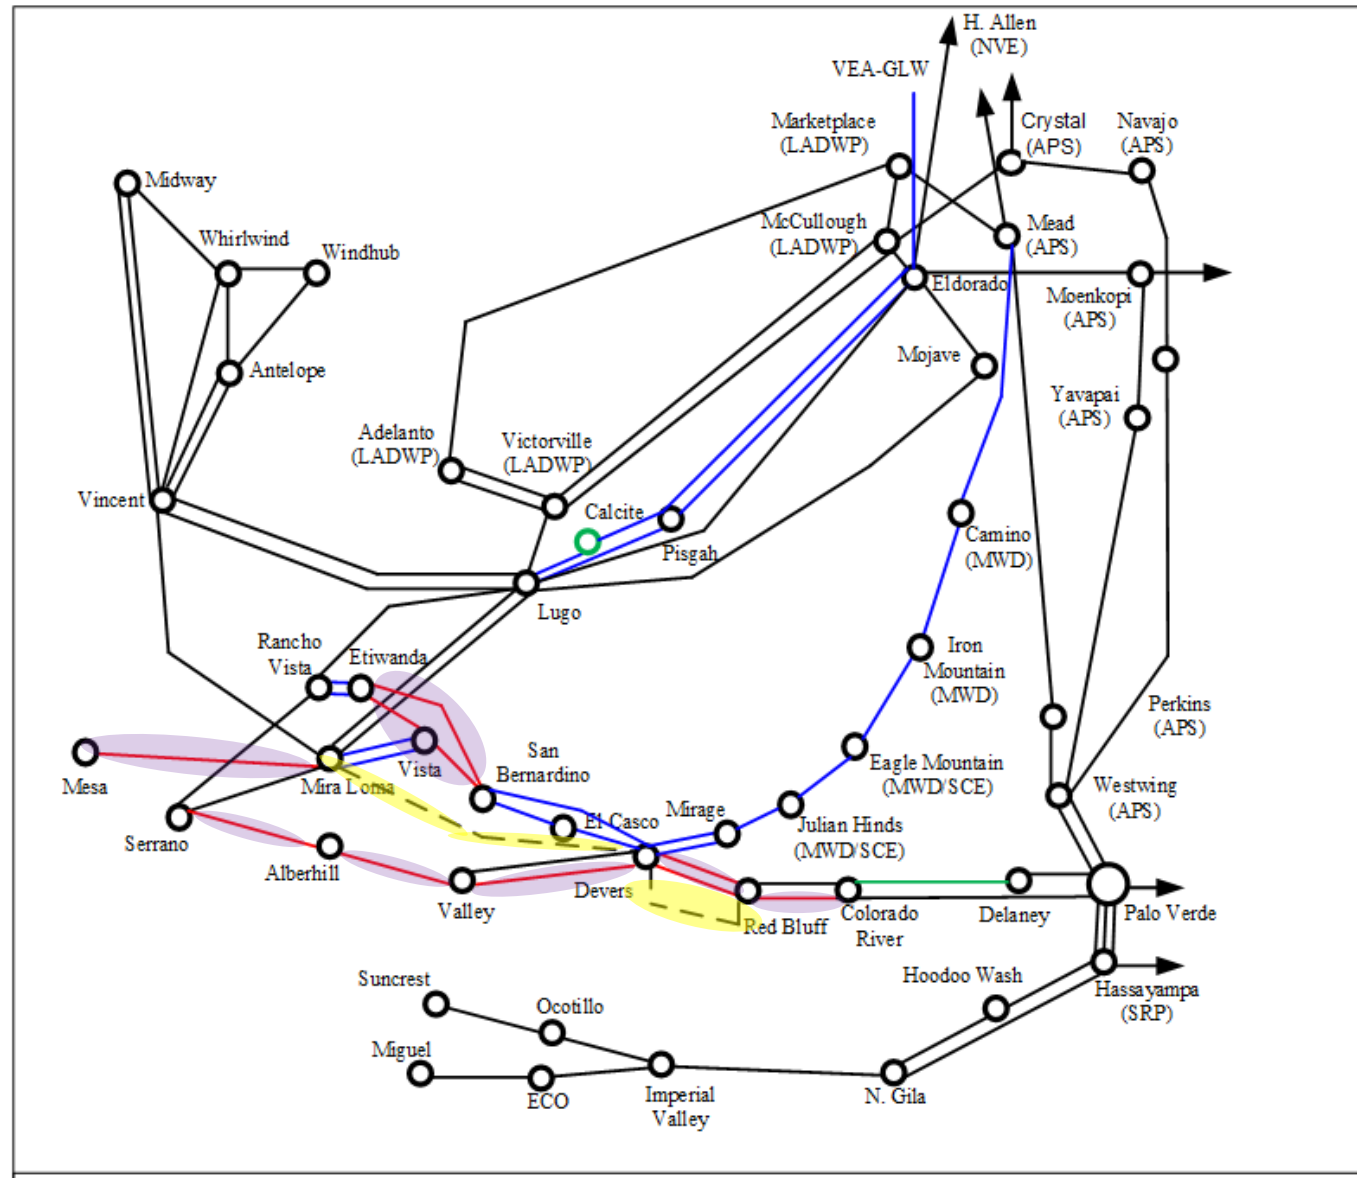 H. Allen
(NVE)
VEA-GLW
Marketplace
(LADWP)
Crystal
(APS)
Navajo
(APS)
Midway
Whirlwind
Windhub
McCullough
(LADWP)
Mead
(APS)
Eldorado
Moenkopi
(APS)
Antelope
Mojave
Yavapai
(APS)
Adelanto
(LADWP)
Victorville
(LADWP)
Vincent
Calcite
Pisgah
Camino
(MWD)
Lugo
Rancho
Vista
Etiwanda
Iron
Mountain
(MWD)
Perkins
(APS)
Mesa
Mira Loma
Vista
San
Bernardino
Eagle Mountain
(MWD/SCE)
Westwing
(APS)
Serrano
El Casco
Mirage
Julian Hinds
(MWD/SCE)
Alberhill
Valley
Devers
Red Bluff
Colorado
River
Delaney
Palo Verde
Suncrest
Ocotillo
Hoodoo Wash
Hassayampa
(SRP)
Miguel
ECO
Imperial
Valley
N. Gila